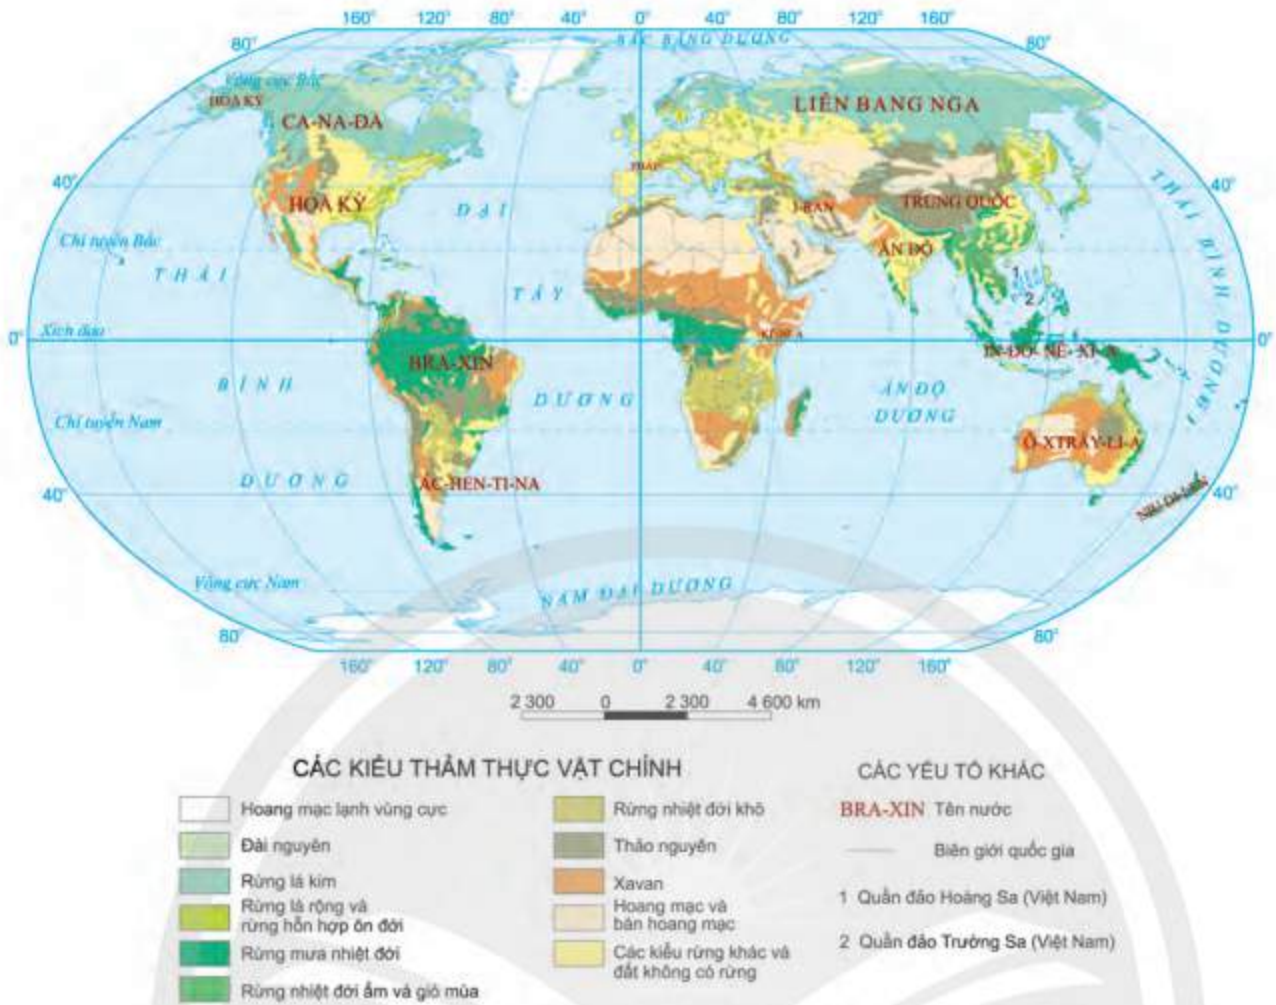 160° 120° 80° 40° 0° 40° 80° 120° 160°
BẮC BĂNG DƯƠNG
80° 80°
Vòng cực Bắc
HOA KỲ
LIÊN BANG NGA
CA-NA-ĐA
PHÁP
40° 40°
HOA KỲ
I-RAN
TRUNG QUỐC
ĐẠI
Chí tuyến Bắc
ẤN ĐỘ
THÁI
TÂY
THÁI BÌNH DƯƠNG
1
2
Xích đạo
0° 0°
KÊ-NI-A
BRA-XIN
IN-ĐÔ-NÊ-XI-A
BÌNH
DƯƠNG
ẤN ĐỘ
DƯƠNG
Chí tuyến Nam
Ô-XTRÂY-LI-A
DƯƠNG
ÁC-HEN-TI-NA
40° 40°
NIU DI-LÂN
Vòng cực Nam
NAM ĐẠI DƯƠNG
80° 80°
160° 120° 80° 40° 0° 40° 80° 120° 160°
2 300 0 2 300 4 600 km
CÁC KIỂU THẢM THỰC VẬT CHÍNH
Hoang mạc lạnh vùng cực
Đài nguyên
Rừng lá kim
Rừng lá rộng và
rừng hỗn hợp ôn đới
Rừng mưa nhiệt đới
Rừng nhiệt đới ẩm và gió mùa
Rừng nhiệt đới khô
Thảo nguyên
Xavan
Hoang mạc và
bán hoang mạc
Các kiểu rừng khác và
đất không có rừng
CÁC YẾU TỐ KHÁC
BRA-XIN Tên nước
Biên giới quốc gia
1 Quần đảo Hoàng Sa (Việt Nam)
2 Quần đảo Trường Sa (Việt Nam)